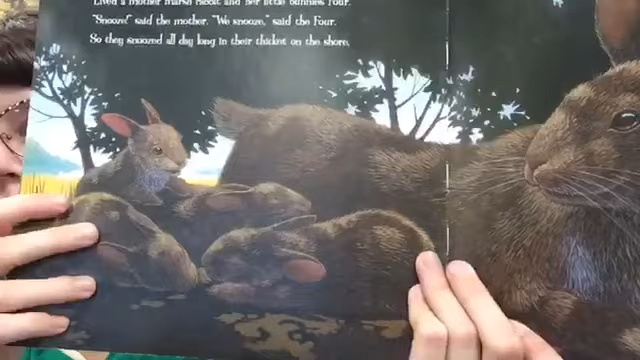 Lived a mother marsh rabbit and her little bunnies four.
"Snooze!" said the mother. "We snooze," said the Four.
So they snoozed all day long in their thicket on the shore.